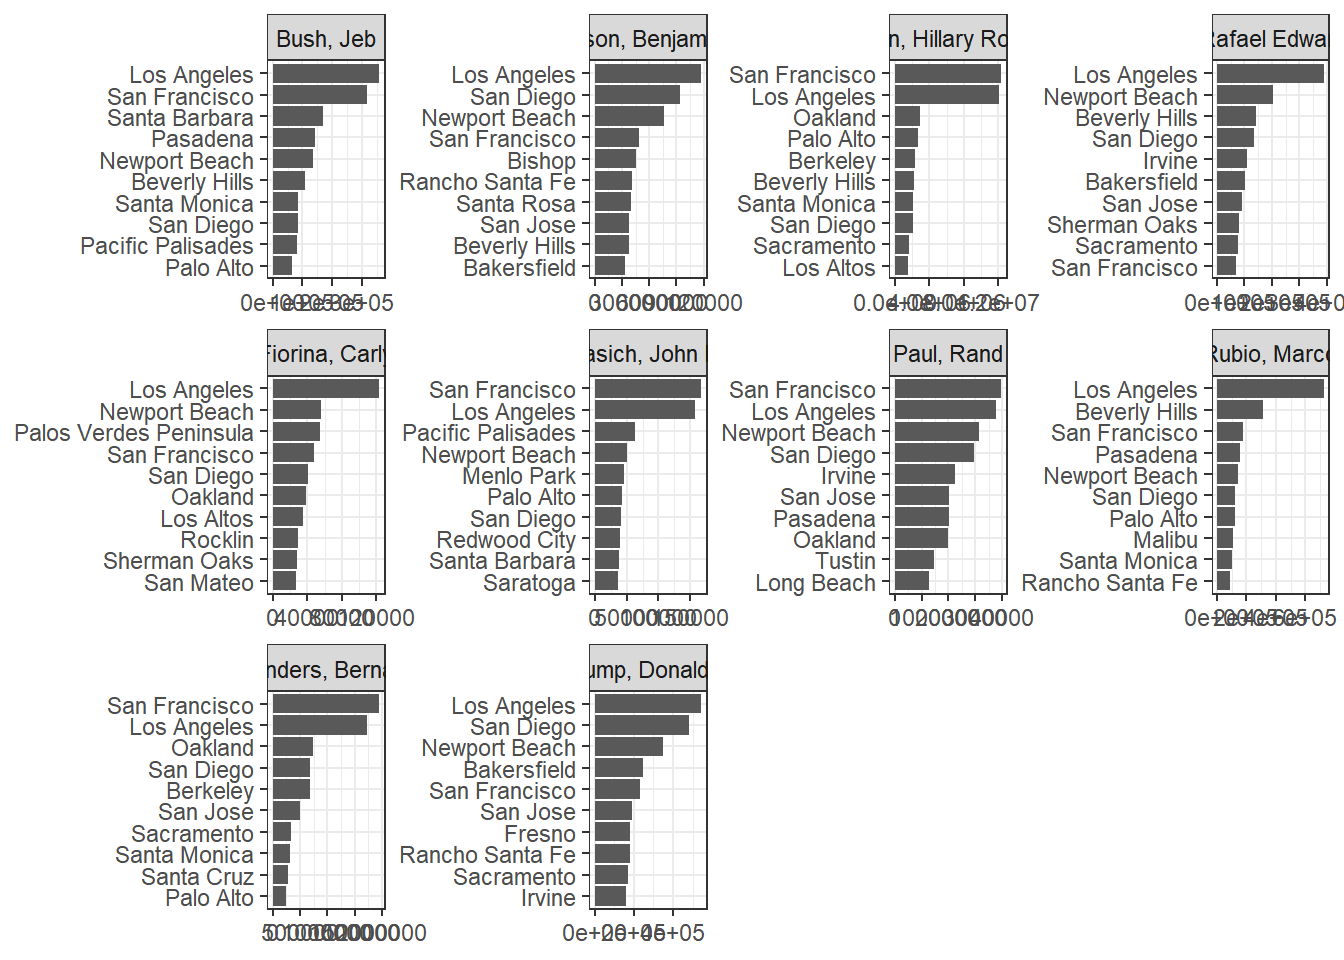 Bush, Jeb
Los Angeles
San Francisco
Santa Barbara
Pasadena
Newport Beach
Beverly Hills
Santa Monica
San Diego
Pacific Palisades
Palo Alto
son, Benjam
Los Angeles
San Diego
Newport Beach
San Francisco
Bishop
Rancho Santa Fe
Santa Rosa
San Jose
Beverly Hills
Bakersfield
n, Hillary Ro
San Francisco
Los Angeles
Oakland
Palo Alto
Berkeley
Beverly Hills
Santa Monica
San Diego
Sacramento
Los Altos
Rafael Edwa
Los Angeles
Newport Beach
Beverly Hills
San Diego
Irvine
Bakersfield
San Jose
Sherman Oaks
Sacramento
San Francisco
Fiorina, Carly
Los Angeles
Newport Beach
Palos Verdes Peninsula
San Francisco
San Diego
Oakland
Los Altos
Rocklin
Sherman Oaks
San Mateo
asich, John
San Francisco
Los Angeles
Pacific Palisades
Newport Beach
Menlo Park
Palo Alto
San Diego
Redwood City
Santa Barbara
Saratoga
Paul, Rand
San Francisco
Los Angeles
Newport Beach
San Diego
Irvine
San Jose
Pasadena
Oakland
Tustin
Long Beach
Rubio, Marco
Los Angeles
Beverly Hills
San Francisco
Pasadena
Newport Beach
San Diego
Palo Alto
Malibu
Santa Monica
Rancho Santa Fe
nders, Berna
San Francisco
Los Angeles
Oakland
San Diego
Berkeley
San Jose
Sacramento
Santa Monica
Santa Cruz
Palo Alto
ump, Donald
Los Angeles
San Diego
Newport Beach
Bakersfield
San Francisco
San Jose
Fresno
Rancho Santa Fe
Sacramento
Irvine